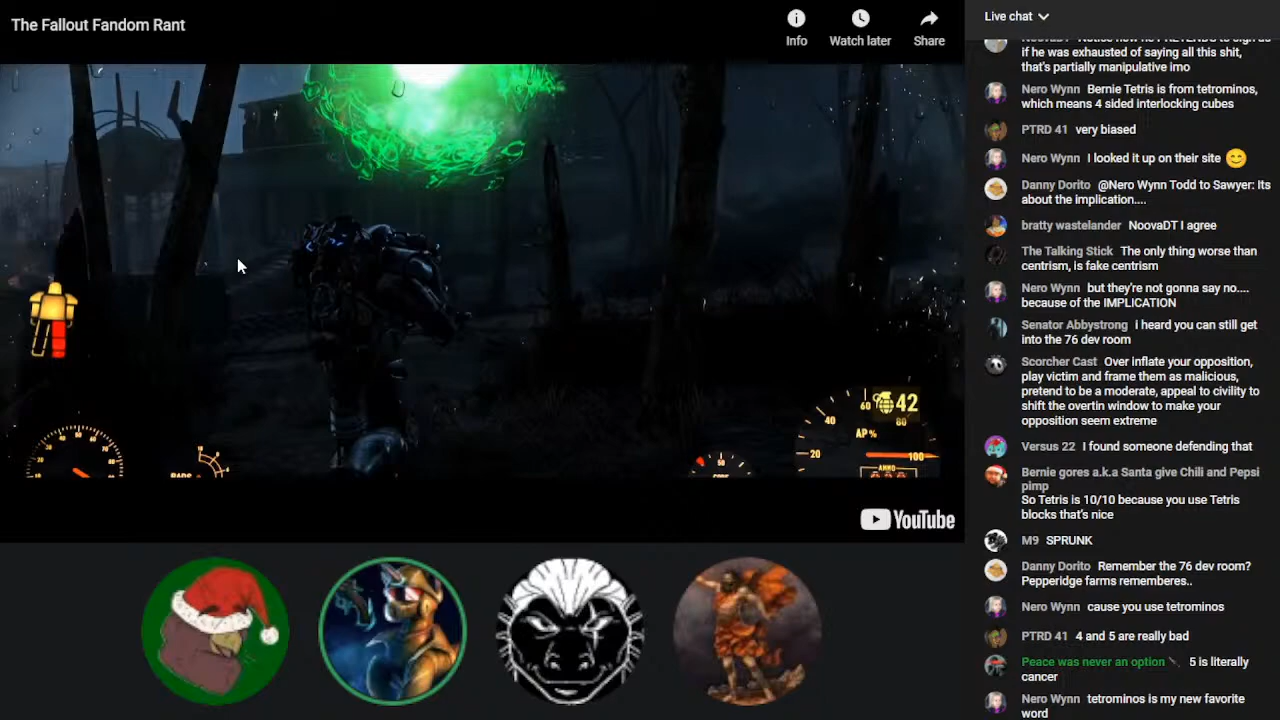 The Fallout Fandom Rant
Info
Watch later
Share
Live chat
if he was exhausted of saying all this shit,
that's partially manipulative imo
Nero Wynn Bernie Tetris is from tetrominos,
which means 4 sided interlocking cubes
PTRD 41 very biased
Nero Wynn I looked it up on their site 😊
Danny Dorito @Nero Wynn Todd to Sawyer: Its
about the implication....
bratty wastelander NoovaDT I agree
The Talking Stick The only thing worse than
centrism, is fake centrism
Nero Wynn but they're not gonna say no....
because of the IMPLICATION
Senator Abbystrong I heard you can still get
into the 76 dev room
Scorcher Cast Over inflate your opposition,
play victim and frame them as malicious,
pretend to be a moderate, appeal to civility to
shift the overtin window to make your
opposition seem extreme
Versus 22 I found someone defending that
Bernie gores a.k.a Santa give Chili and Pepsi
pimp
So Tetris is 10/10 because you use Tetris
blocks that's nice
M9 SPRUNK
Danny Dorito Remember the 76 dev room?
Pepperidge farms rememberes..
Nero Wynn cause you use tetrominos
PTRD 41 4 and 5 are really bad
Peace was never an option🔪 5 is literally
cancer
Nero Wynn tetrominos is my new favorite
word
42
60
80
40
AP%
20
100
AMMO
50
YouTube